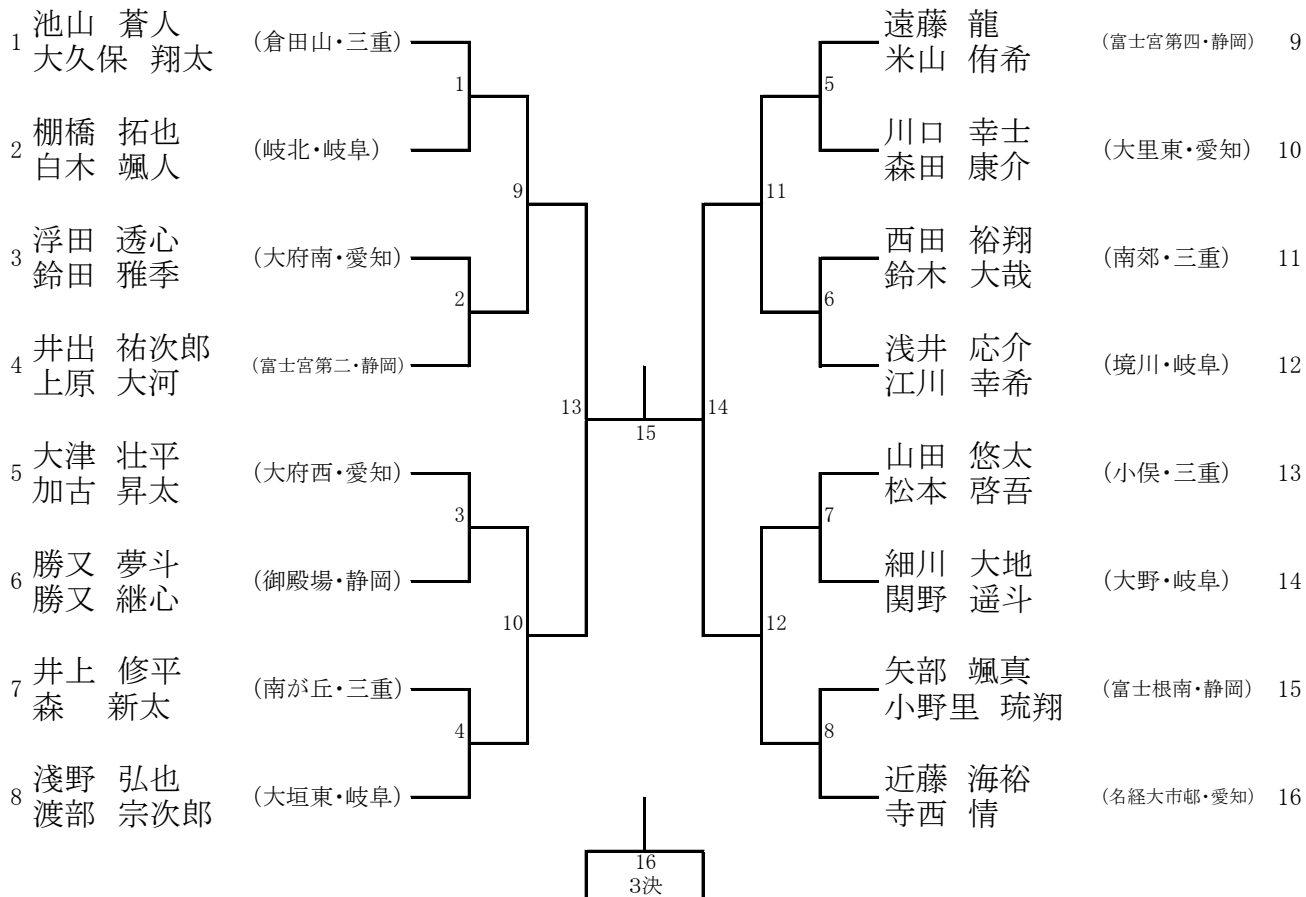 1 池山 蒼人
大久保 翔太 (倉田山・三重)
1
2 棚橋 拓也
白木 颯人 (岐北・岐阜)
9
3 浮田 透心
鈴田 雅季 (大府南・愛知)
2
4 井出 祐次郎
上原 大河 (富士宮第二・静岡)
13
5 大津 壮平
加古 昇太 (大府西・愛知)
3
6 勝又 夢斗
勝又 継心 (御殿場・静岡)
10
7 井上 修平
森 新太 (南が丘・三重)
4
8 淺野 弘也
渡部 宗次郎 (大垣東・岐阜)
15
16
3決
遠藤 龍
米山 侑希 (富士宮第四・静岡) 9
5
川口 幸士
森田 康介 (大里東・愛知) 10
11
西田 裕翔
鈴木 大哉 (南郊・三重) 11
6
浅井 応介
江川 幸希 (境川・岐阜) 12
14
山田 悠太
松本 啓吾 (小俣・三重) 13
7
細川 大地
関野 遥斗 (大野・岐阜) 14
12
矢部 颯真
小野里 琉翔 (富士根南・静岡) 15
8
近藤 海裕
寺西 情 (名経大市邨・愛知) 16